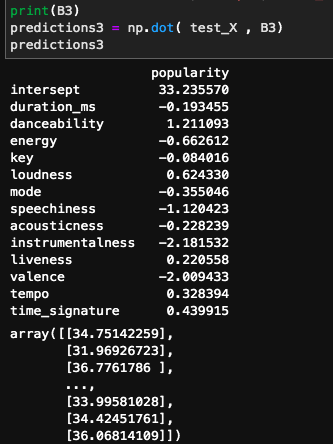 print(B3)
predictions3 = np.dot( test_X , B3)
predictions3
popularity
intercept 33.235570
duration_ms -0.193455
danceability 1.211093
energy -0.662612
key -0.084016
loudness 0.624330
mode -0.355046
speechiness -1.120423
acousticness -0.228239
instrumentalness -2.181532
liveness 0.220558
valence -2.009433
tempo 0.328394
time_signature 0.439915
array([[34.75142259],
[31.96926723],
[36.7761786 ],
...,
[33.99581028],
[34.42451761],
[36.06814109]])